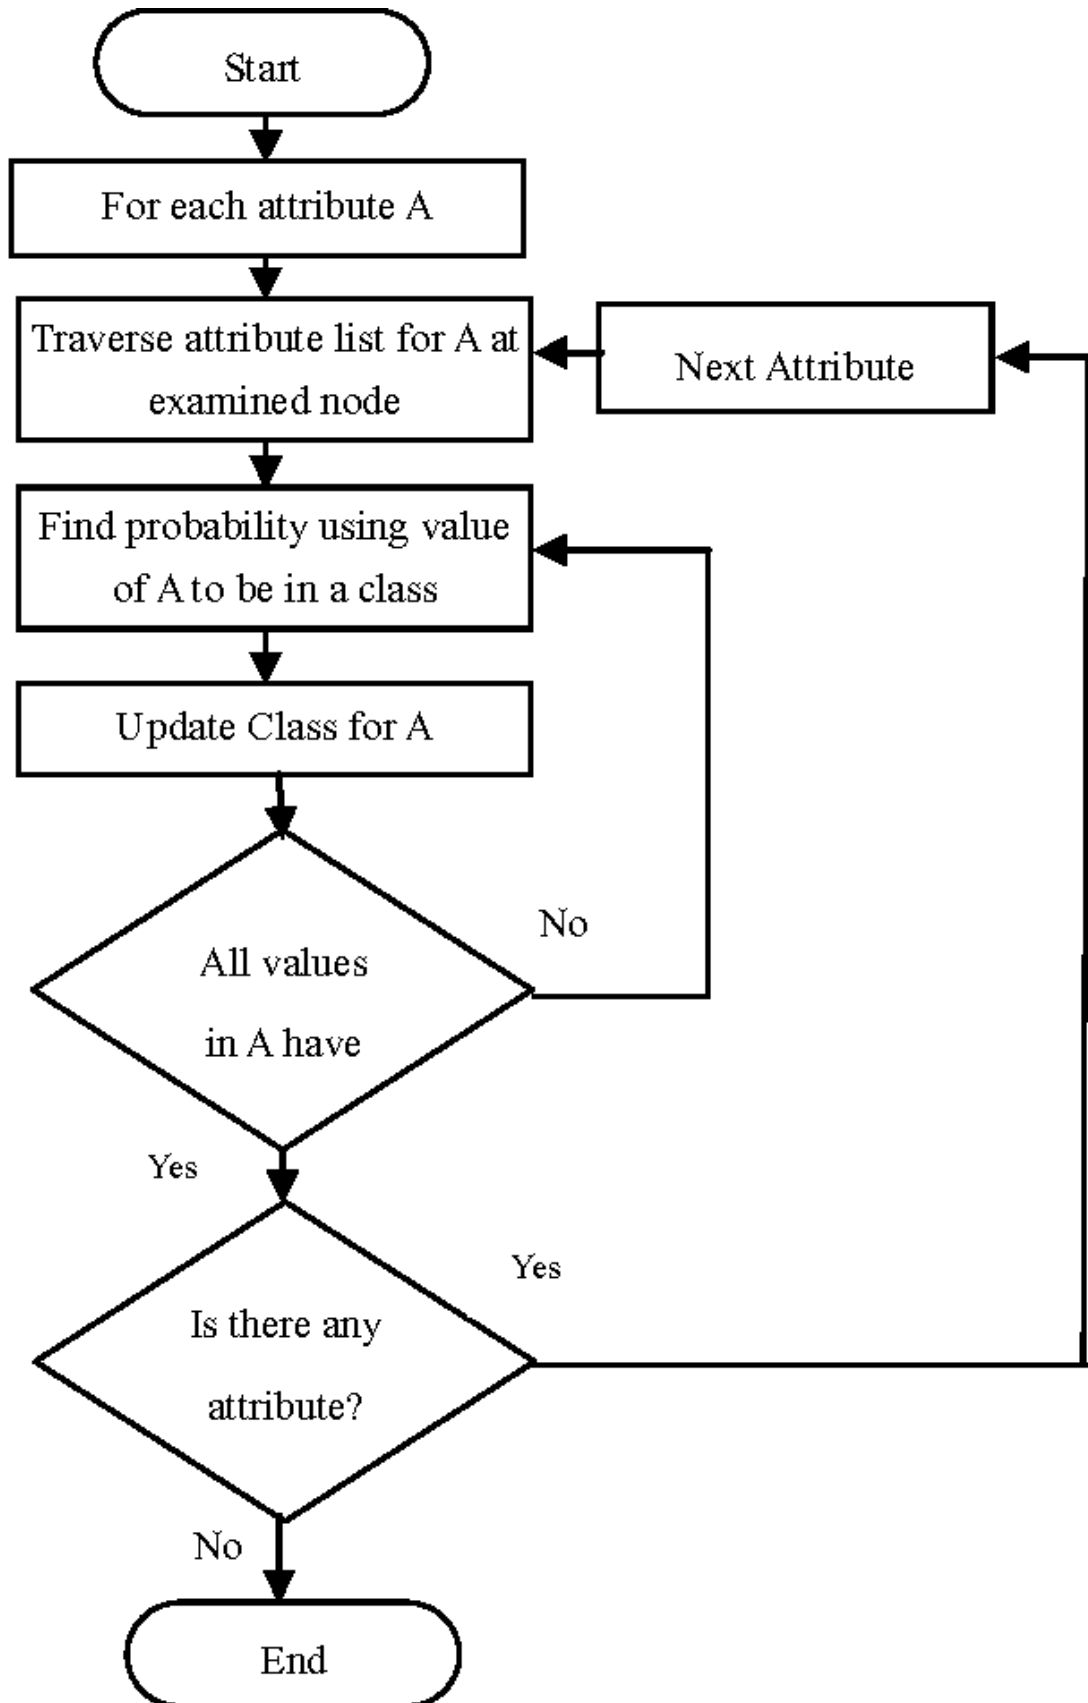 Start
For each attribute A
Traverse attribute list for A at
examined node
Next Attribute
Find probability using value
of A to be in a class
Update Class for A
No
All values
in A have
Yes
Yes
Is there any
attribute?
No
End